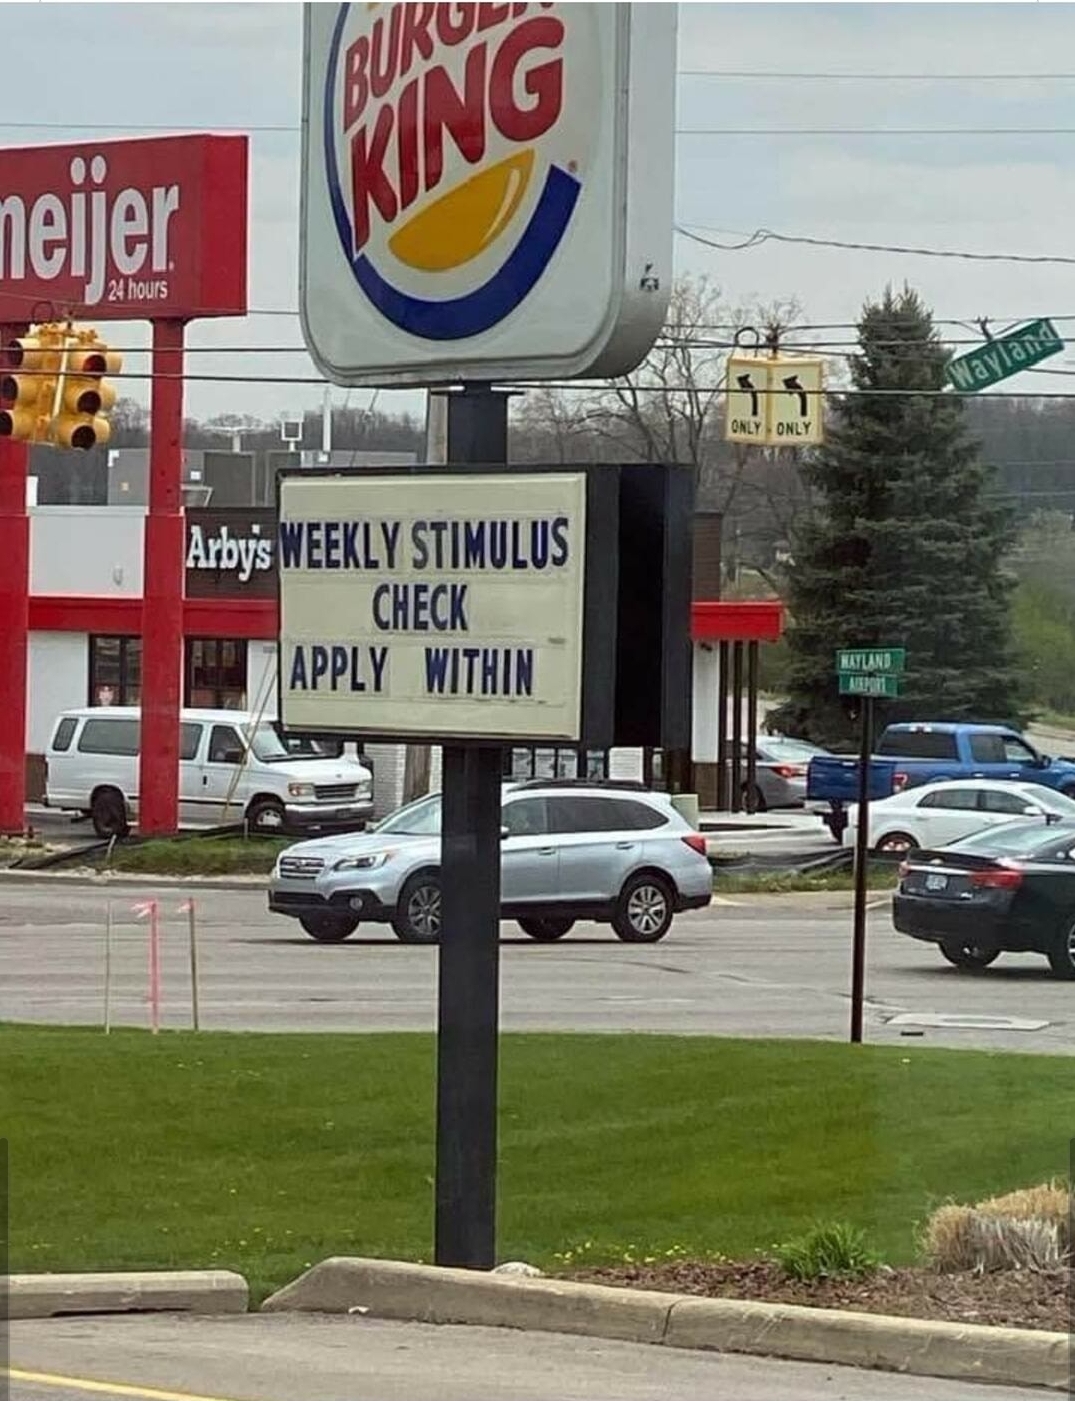 BURGER
KING
®
meijer
24 hours
Wayland
ONLY ONLY
Arby's
WEEKLY STIMULUS
CHECK
APPLY WITHIN
WAYLAND
AIRPORT